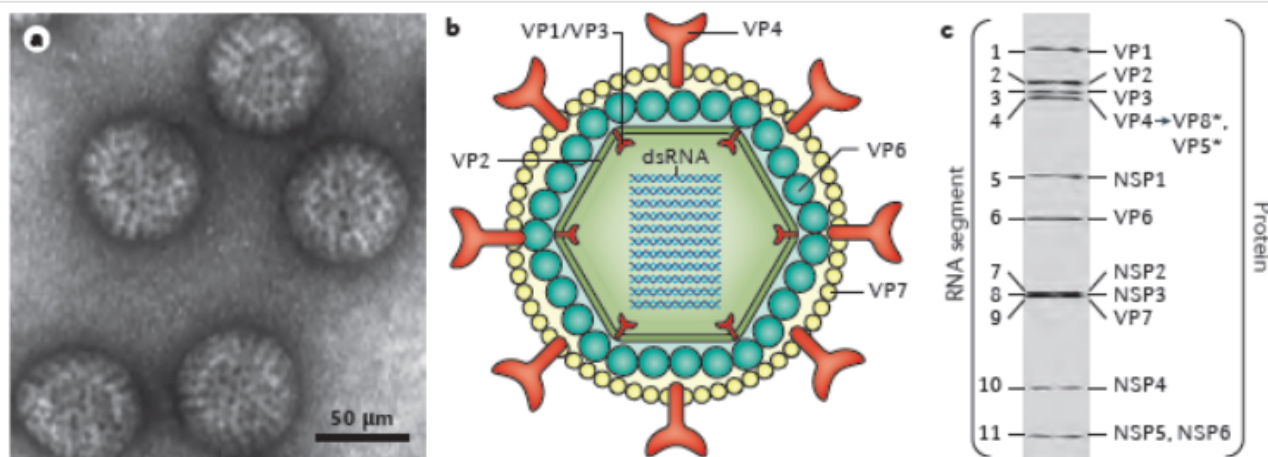 a
50 µm
b
VP1/VP3
VP4
VP2
dsRNA
VP6
VP7
c
RNA segment
Protein
1 VP1
2 VP2
3 VP3
4 VP4→VP8*,
VP5*
5 NSP1
6 VP6
7 NSP2
8 NSP3
9 VP7
10 NSP4
11 NSP5, NSP6